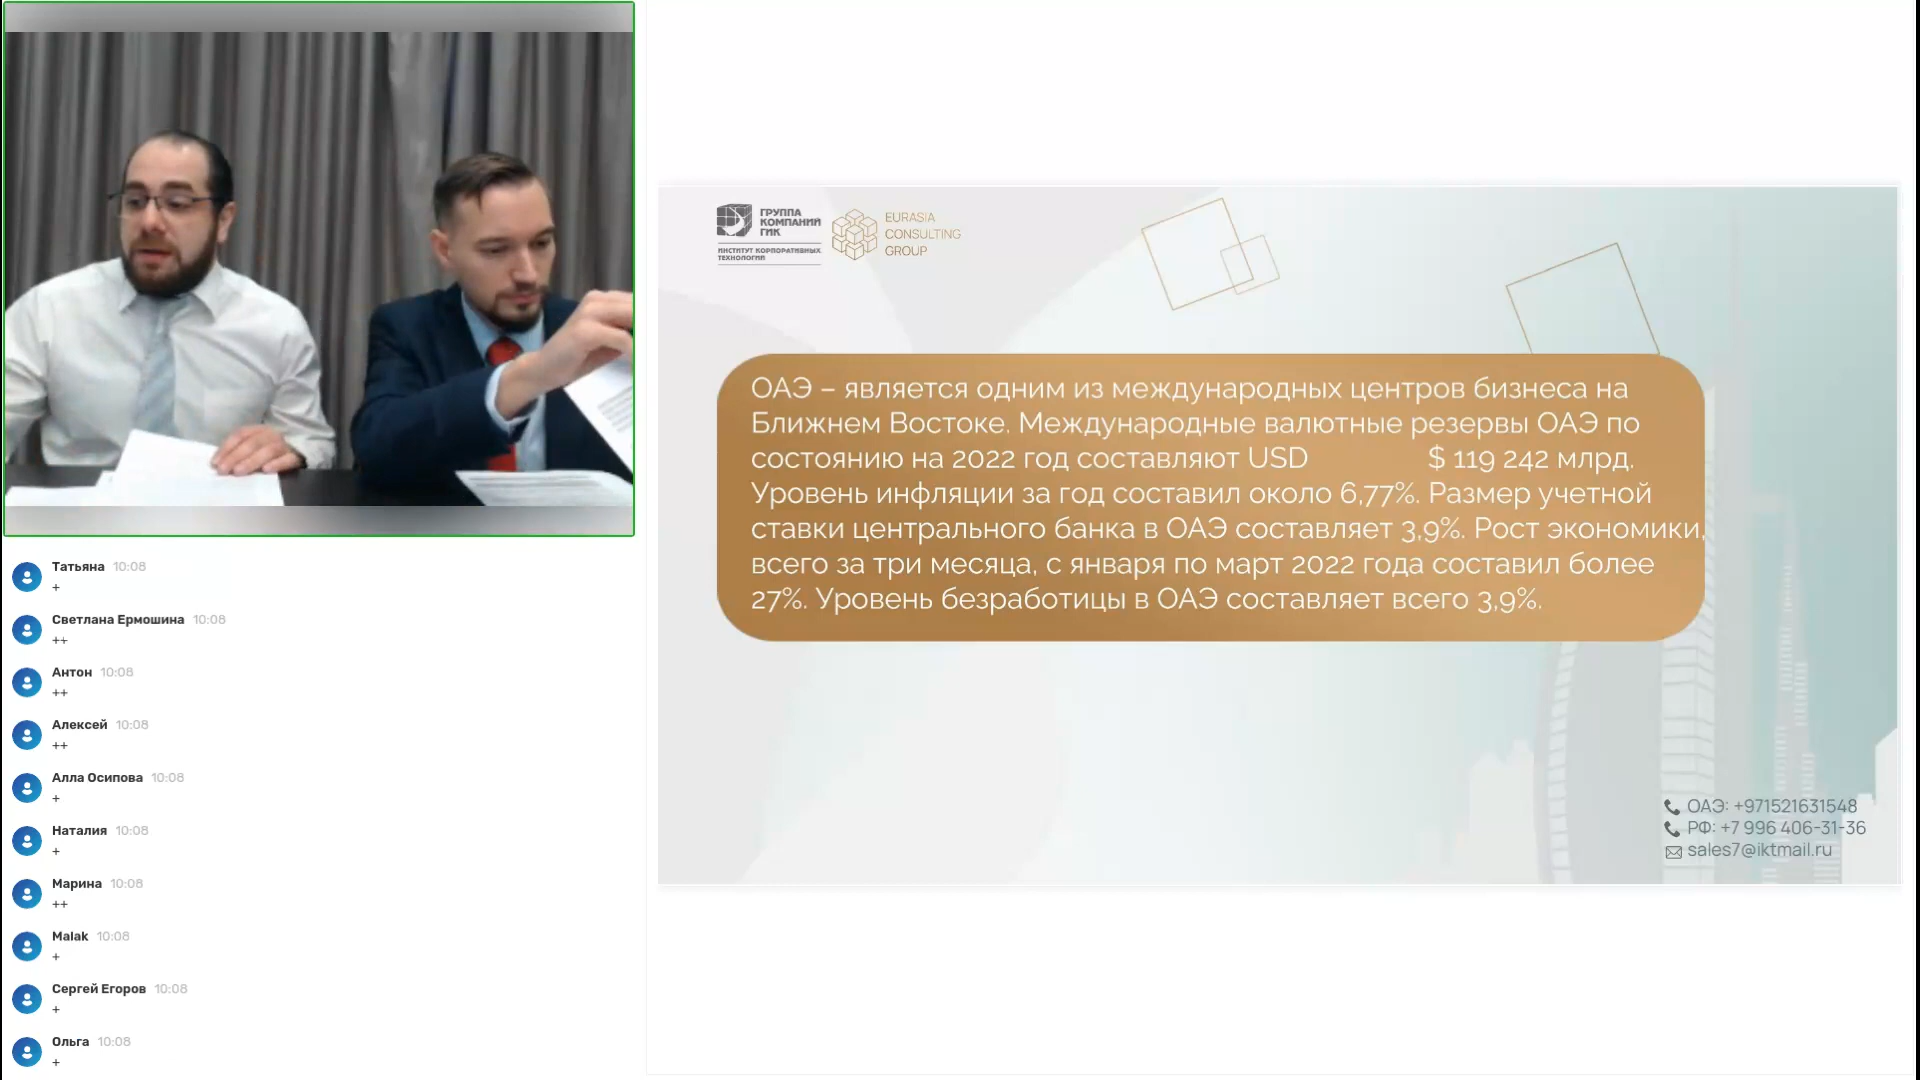 ГРУППА
КОМПАНИЙ
ГИК
ИНСТИТУТ КОРПОРАТИВНЫХ
ТЕХНОЛОГИЙ
EURASIA
CONSULTING
GROUP
ОАЭ – является одним из международных центров бизнеса на
Ближнем Востоке. Международные валютные резервы ОАЭ по
состоянию на 2022 год составляют USD $ 119 242 млрд.
Уровень инфляции за год составил около 6,77%. Размер учетной
ставки центрального банка в ОАЭ составляет 3,9%. Рост экономики,
всего за три месяца, с января по март 2022 года составил более
27%. Уровень безработицы в ОАЭ составляет всего 3,9%.
ОАЭ: +971521631548
РФ: +7 996 406-31-36
sales7@iktmail.ru
Татьяна 10:08
+
Светлана Ермошина 10:08
++
Антон 10:08
++
Алексей 10:08
++
Алла Осипова 10:08
+
Наталия 10:08
+
Марина 10:08
++
Malak 10:08
+
Сергей Егоров 10:08
+
Ольга 10:08
+